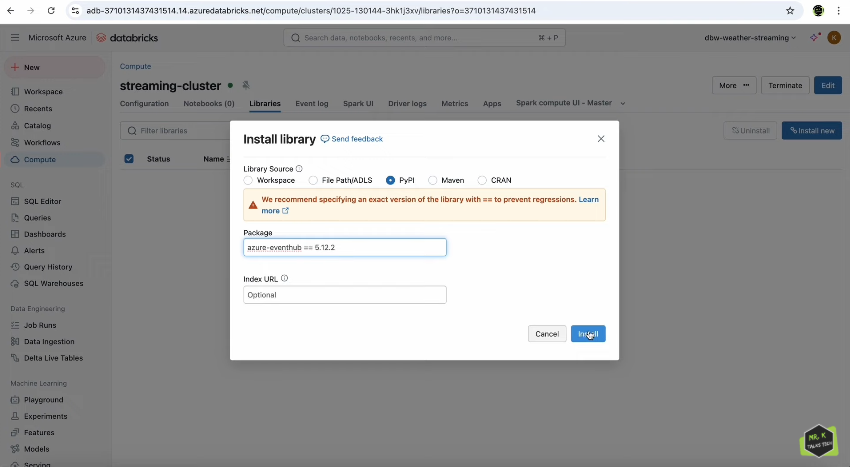 adb-3710131437431514.14.azuredatabricks.net/compute/clusters/1025-130144-3hk1j3xv/libraries?o=3710131437431514
Microsoft Azure databricks
Search data, notebooks, recents, and more...
⌘ + P
dbw-weather-streaming
K
New
Workspace
Recents
Catalog
Workflows
Compute
SQL
SQL Editor
Queries
Dashboards
Alerts
Query History
SQL Warehouses
Data Engineering
Job Runs
Data Ingestion
Delta Live Tables
Machine Learning
Playground
Experiments
Features
Models
Serving
Compute
streaming-cluster
More
Terminate
Edit
Configuration Notebooks (0) Libraries Event log Spark UI Driver logs Metrics Apps Spark compute UI - Master
Filter libraries
Uninstall
Install new
Status Name
Install library Send feedback
Library Source
Workspace File Path/ADLS PyPI Maven CRAN
We recommend specifying an exact version of the library with == to prevent regressions. Learn
more
Package
azure-eventhub == 5.12.2
Index URL
Optional
Cancel Install
MR. K
TALKS TECH